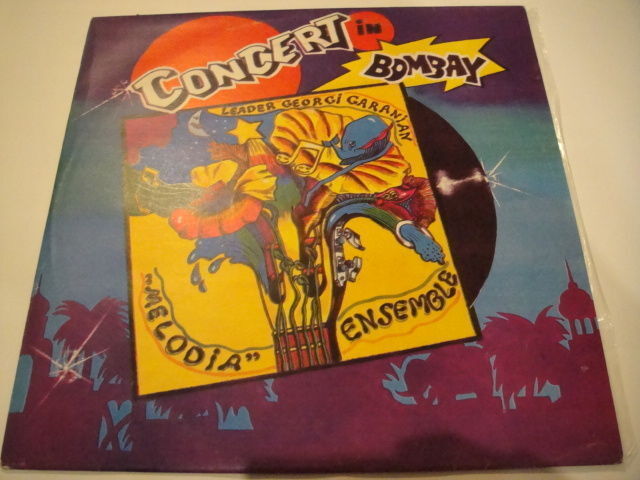 CONCERT in
BOMBAY
LEADER GEORGI GARANIAN
"MELODIA"
ENSEMBLE